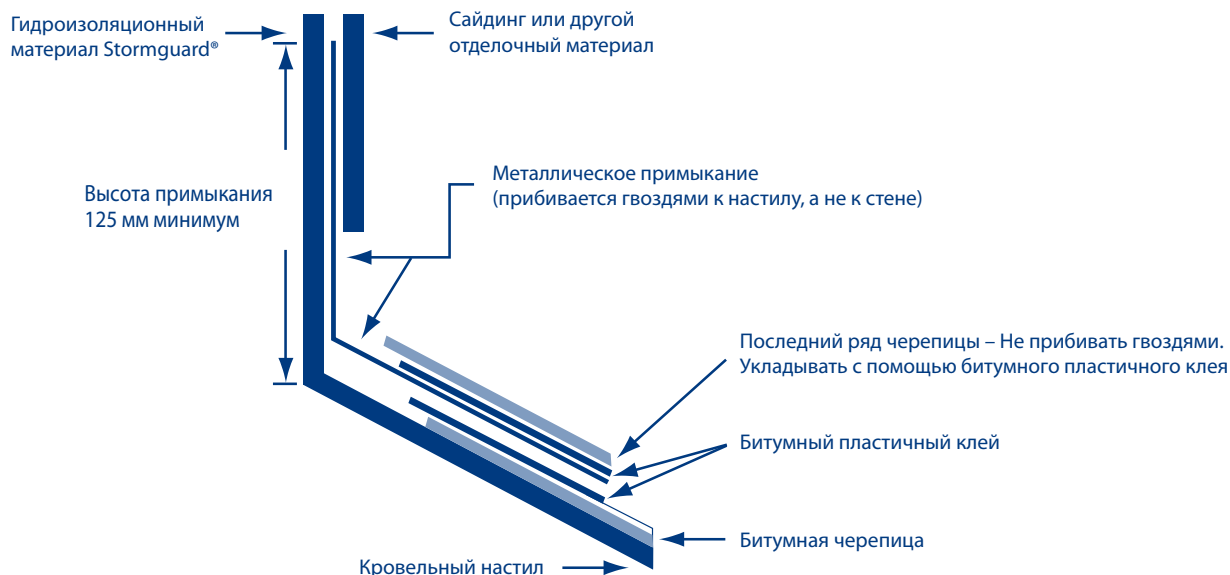 Гидроизоляционный
материал Stormguard®
Сайдинг или другой
отделочный материал
Высота примыкания
125 мм минимум
Металлическое примыкание
(прибивается гвоздями к настилу, а не к стене)
Последний ряд черепицы – Не прибивать гвоздями.
Укладывать с помощью битумного пластичного клея
Битумный пластичный клей
Битумная черепица
Кровельный настил